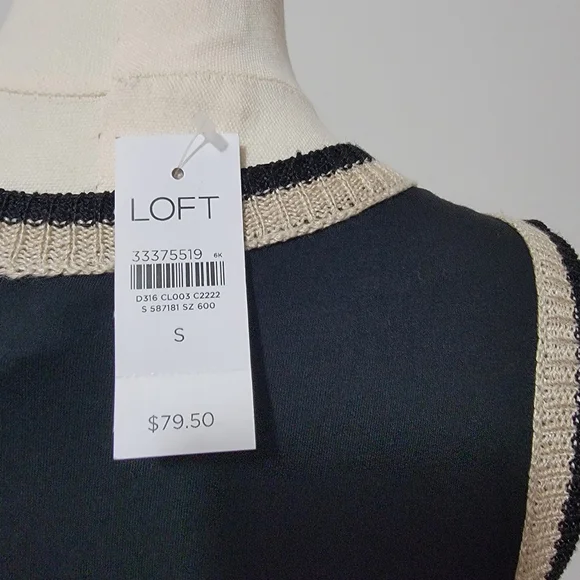 LOFT
33375519 6K
D316 CL003 C2222
S 587181 SZ 600
S
$79.50